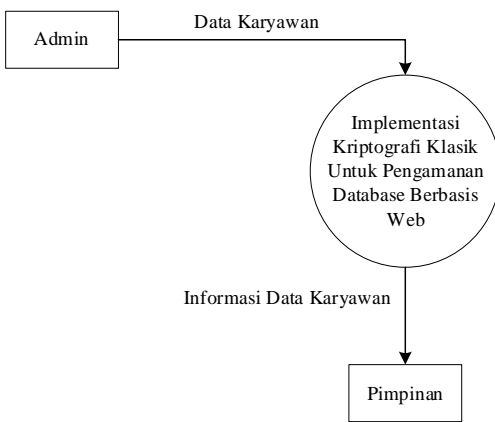 Data Karyawan
Admin
Implementasi
Kriptografi Klasik
Untuk Pengamanan
Database Berbasis
Web
Informasi Data Karyawan
Pimpinan